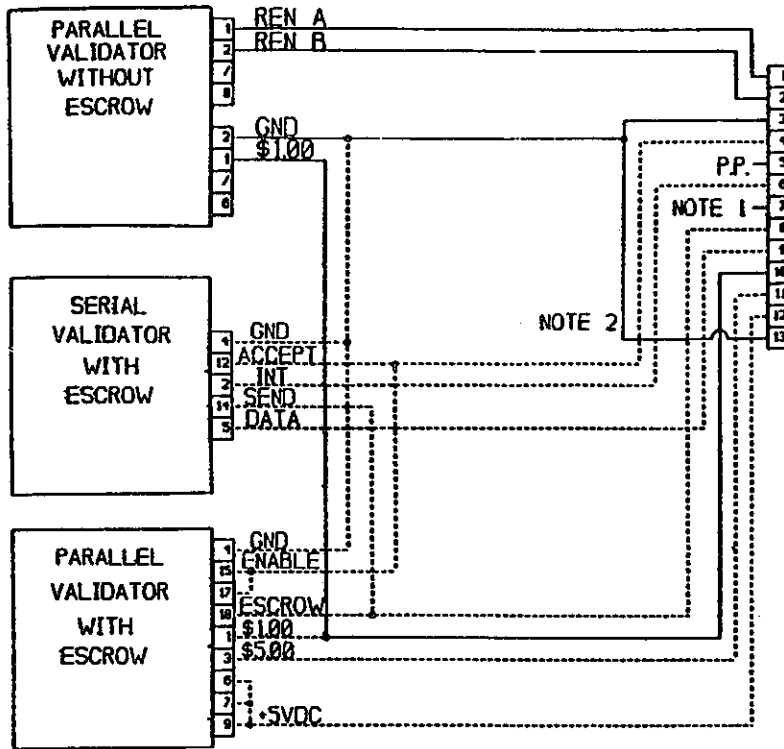 PARALLEL
VALIDATOR
WITHOUT
ESCROW
1 REN A
2 REN B
7
8
2 GND
1 $1.00
7
6
SERIAL
VALIDATOR
WITH
ESCROW
4 GND
12 ACCEPT
2 INT
14 SEND
5 DATA
PARALLEL
VALIDATOR
WITH
ESCROW
GND
15 ENABLE
17
ESCROW
1 $1.00
3 $5.00
6
7
9 +5VDC
P.P.
NOTE 1
NOTE 2
1
2
3
4
5
6
7
8
9
10
11
12
13